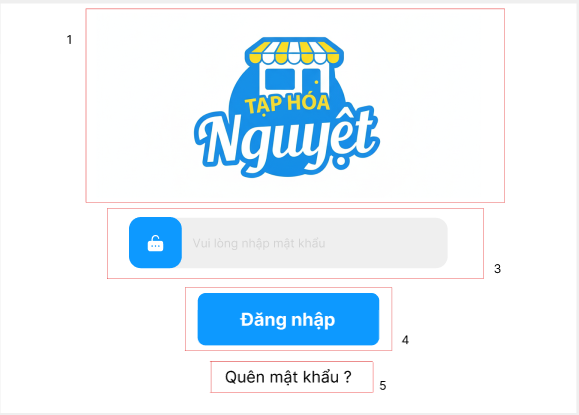 1
TẠP HÓA
Nguyệt
Vui lòng nhập mật khẩu
3
Đăng nhập
4
Quên mật khẩu ?
5